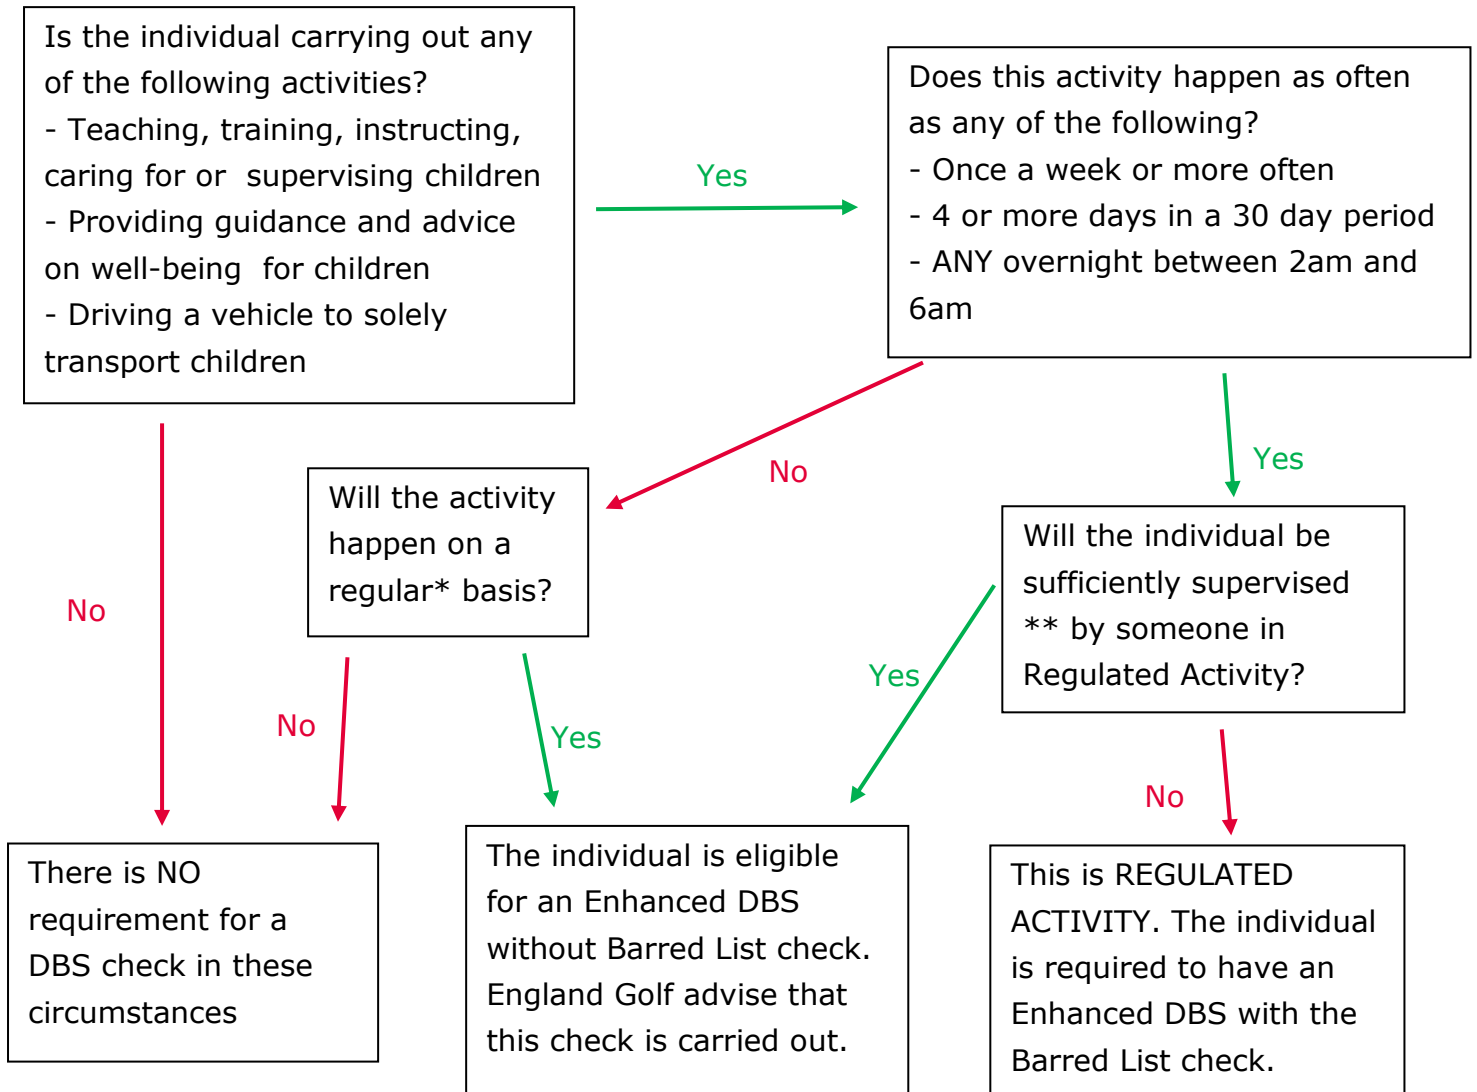 Is the individual carrying out any
of the following activities?
- Teaching, training, instructing,
caring for or  supervising children
- Providing guidance and advice
on well-being  for children
- Driving a vehicle to solely
transport children
Yes
Does this activity happen as often
as any of the following?
- Once a week or more often
- 4 or more days in a 30 day period
- ANY overnight between 2am and
6am
No
No
Yes
Will the activity
happen on a
regular* basis?
Will the individual be
sufficiently supervised
** by someone in
Regulated Activity?
No
Yes
Yes
No
There is NO
requirement for a
DBS check in these
circumstances
The individual is eligible
for an Enhanced DBS
without Barred List check.
England Golf advise that
this check is carried out.
This is REGULATED
ACTIVITY. The individual
is required to have an
Enhanced DBS with the
Barred List check.